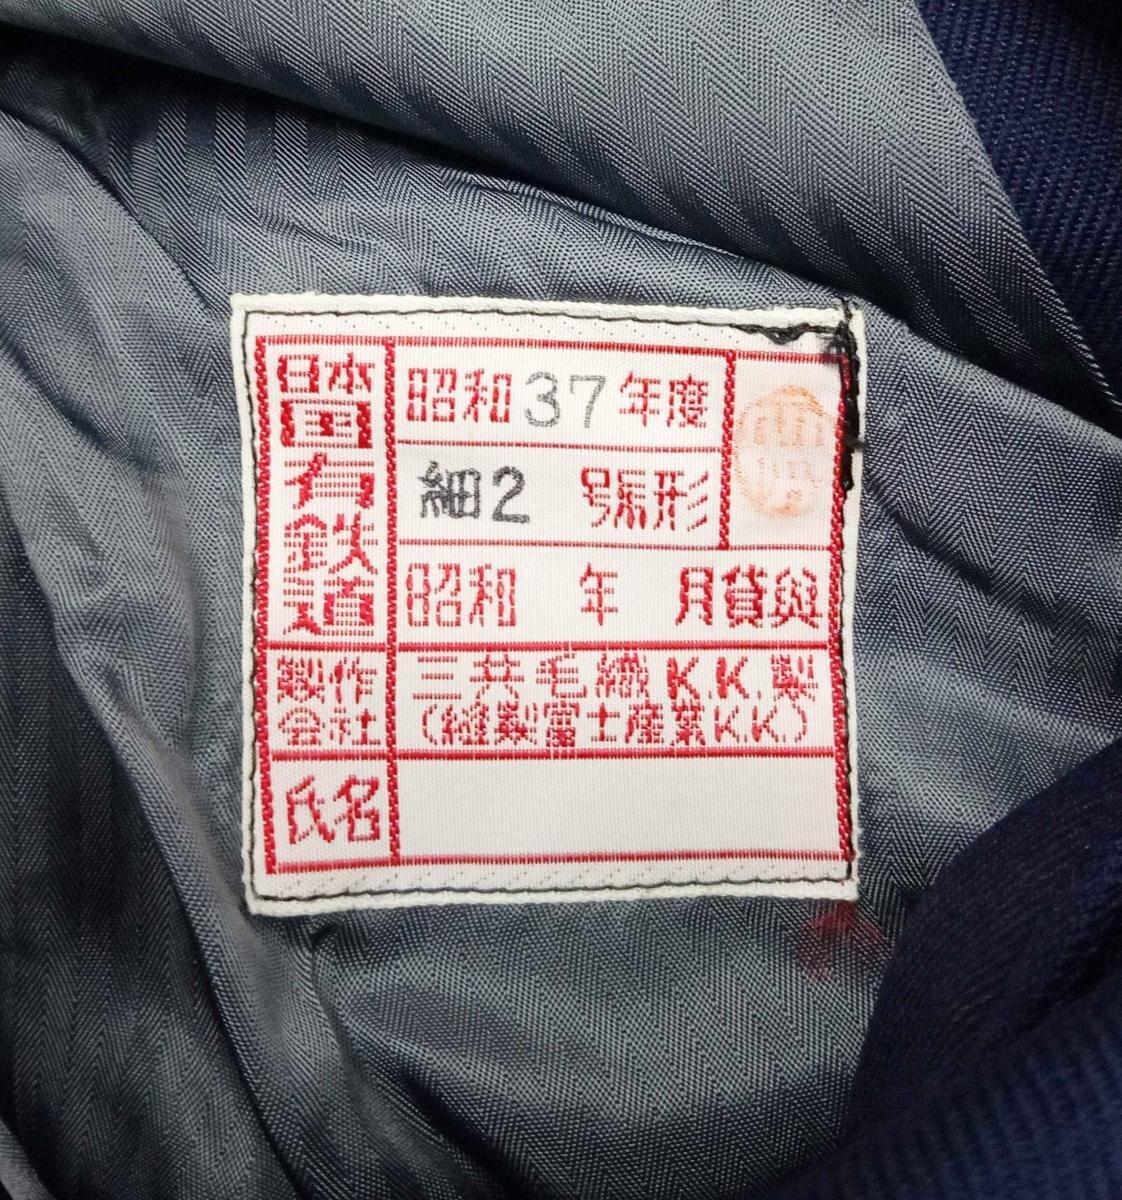 日本国有鉄道
昭和37年度
細2 号馮形
昭和 年 月貸與
製作会社
三共毛織K.K.製
(縫製富士産業K.K)
氏名